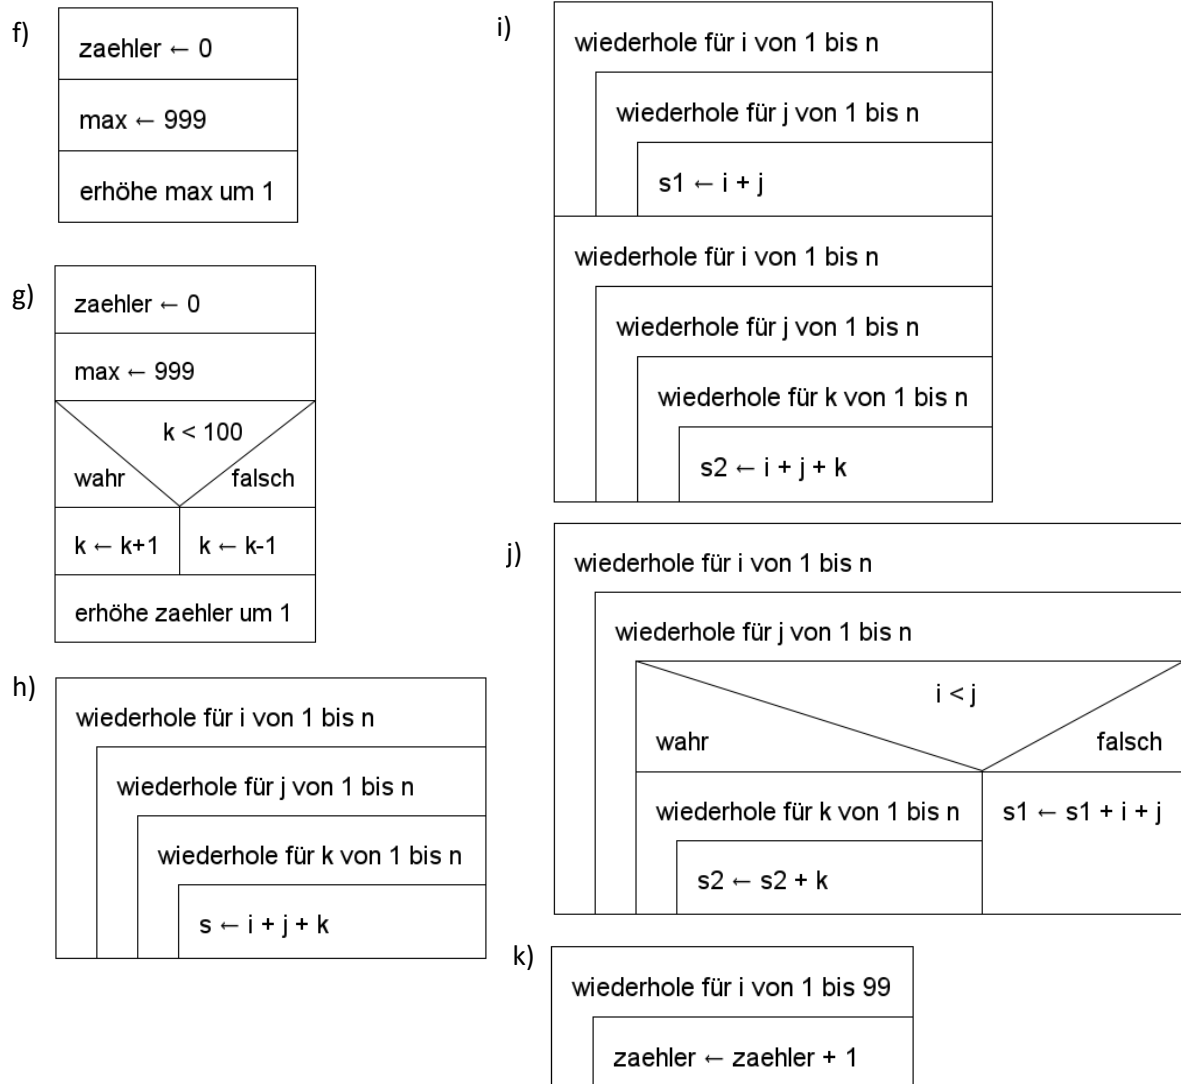 f)
zaehler ← 0
max ← 999
erhöhe max um 1
g)
zaehler ← 0
max ← 999
k < 100
wahr falsch
k ← k+1 k ← k-1
erhöhe zaehler um 1
h)
wiederhole für i von 1 bis n
wiederhole für j von 1 bis n
wiederhole für k von 1 bis n
s ← i + j + k
i)
wiederhole für i von 1 bis n
wiederhole für j von 1 bis n
s1 ← i + j
wiederhole für i von 1 bis n
wiederhole für j von 1 bis n
wiederhole für k von 1 bis n
s2 ← i + j + k
j)
wiederhole für i von 1 bis n
wiederhole für j von 1 bis n
i < j
wahr falsch
wiederhole für k von 1 bis n s1 ← s1 + i + j
s2 ← s2 + k
k)
wiederhole für i von 1 bis 99
zaehler ← zaehler + 1